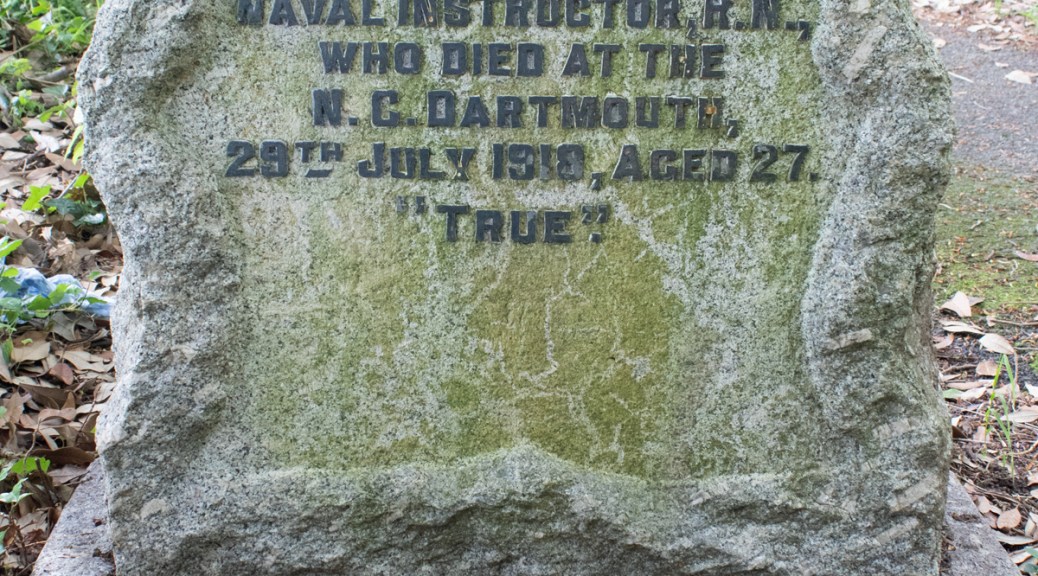 NAVAL INSTRUCTOR, R.N.,
WHO DIED AT THE
N. C. DARTMOUTH,
29TH JULY 1918, AGED 27.
"TRUE".